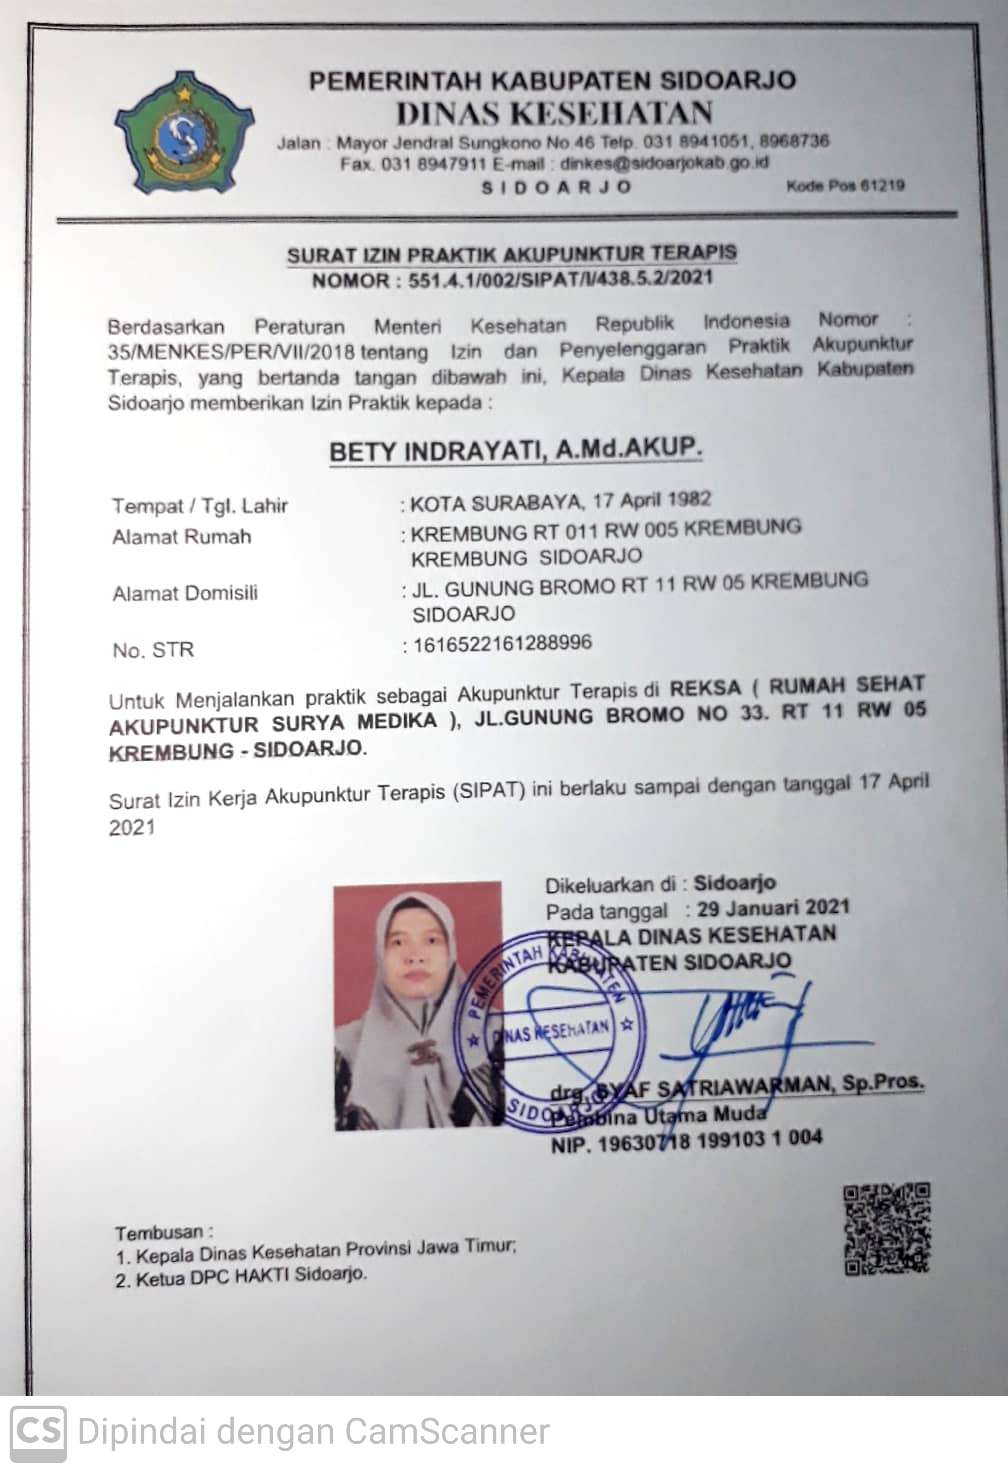 PEMERINTAH KABUPATEN SIDOARJO
DINAS KESEHATAN
Jalan : Mayor Jendral Sungkono No.46 Telp. 031 8941051, 8968736
Fax. 031 8947911 E-mail : dinkes@sidoarjokab.go.id
SIDOARJO
Kode Pos 61219
SURAT IZIN PRAKTIK AKUPUNKTUR TERAPIS
NOMOR : 551.4.1/002/SIPAT/I/438.5.2/2021
Berdasarkan Peraturan Menteri Kesehatan Republik Indonesia Nomor :
35/MENKES/PER/VII/2018 tentang Izin dan Penyelenggaran Praktik Akupunktur
Terapis, yang bertanda tangan dibawah ini, Kepala Dinas Kesehatan Kabupaten
Sidoarjo memberikan Izin Praktik kepada :
BETY INDRAYATI, A.Md.AKUP.
Tempat / Tgl. Lahir : KOTA SURABAYA, 17 April 1982
Alamat Rumah : KREMBUNG RT 011 RW 005 KREMBUNG
KREMBUNG SIDOARJO
Alamat Domisili : JL. GUNUNG BROMO RT 11 RW 05 KREMBUNG
SIDOARJO
No. STR : 1616522161288996
Untuk Menjalankan praktik sebagai Akupunktur Terapis di REKSA ( RUMAH SEHAT
AKUPUNKTUR SURYA MEDIKA ), JL.GUNUNG BROMO NO 33. RT 11 RW 05
KREMBUNG - SIDOARJO.
Surat Izin Kerja Akupunktur Terapis (SIPAT) ini berlaku sampai dengan tanggal 17 April
2021
Dikeluarkan di : Sidoarjo
Pada tanggal : 29 Januari 2021
KEPALA DINAS KESEHATAN
KABUPATEN SIDOARJO
PEMERINTAH KABUPATEN
DINAS KESEHATAN
SIDOARJO
drg. SYAF SATRIAWARMAN, Sp.Pros.
Pembina Utama Muda
NIP. 19630718 199103 1 004
Tembusan :
1. Kepala Dinas Kesehatan Provinsi Jawa Timur;
2. Ketua DPC HAKTI Sidoarjo.
CS Dipindai dengan CamScanner